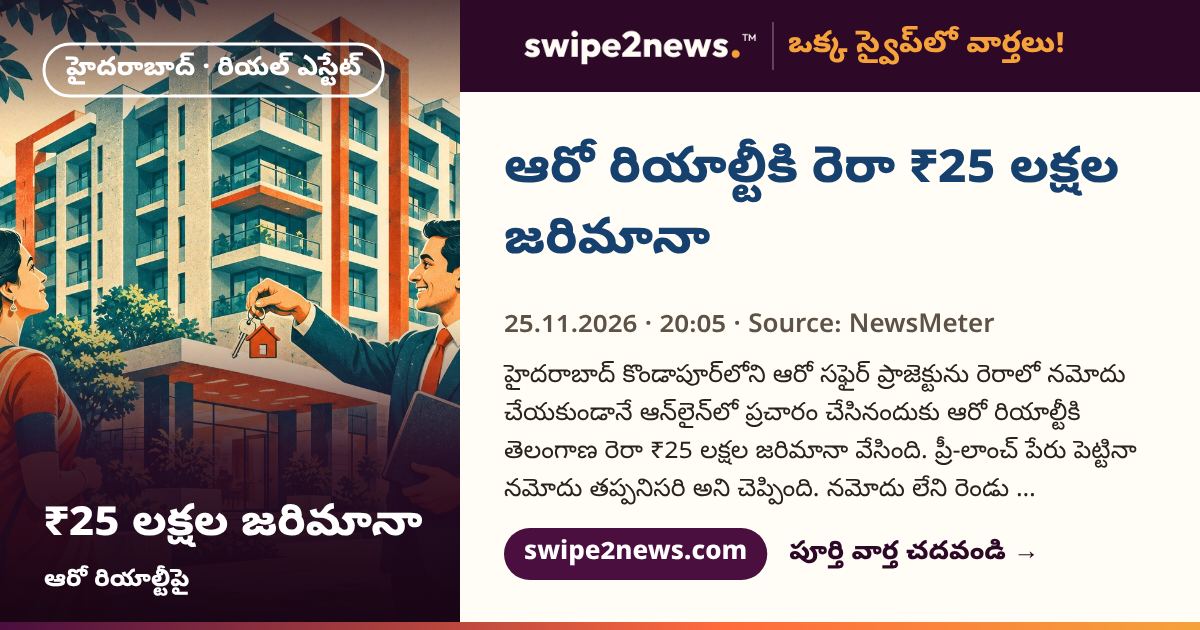 హైదరాబాద్ · రియల్ ఎస్టేట్
₹25 లక్షల జరిమానా
ఆరో రియాల్టీపై
swipe2news.™ ఒక్క స్వైప్‌లో వార్తలు!
ఆరో రియాల్టీకి రెరా ₹25 లక్షల
జరిమానా
25.11.2026 · 20:05 · Source: NewsMeter
హైదరాబాద్ కొండాపూర్‌లోని ఆరో సఫైర్ ప్రాజెక్టును రెరాలో నమోదు
చేయకుండానే ఆన్‌లైన్‌లో ప్రచారం చేసినందుకు ఆరో రియాల్టీకి
తెలంగాణ రెరా ₹25 లక్షల జరిమానా వేసింది. ప్రీ-లాంచ్ పేరు పెట్టినా
నమోదు తప్పనిసరి అని చెప్పింది. నమోదు లేని రెండు ...
swipe2news.com పూర్తి వార్త చదవండి →